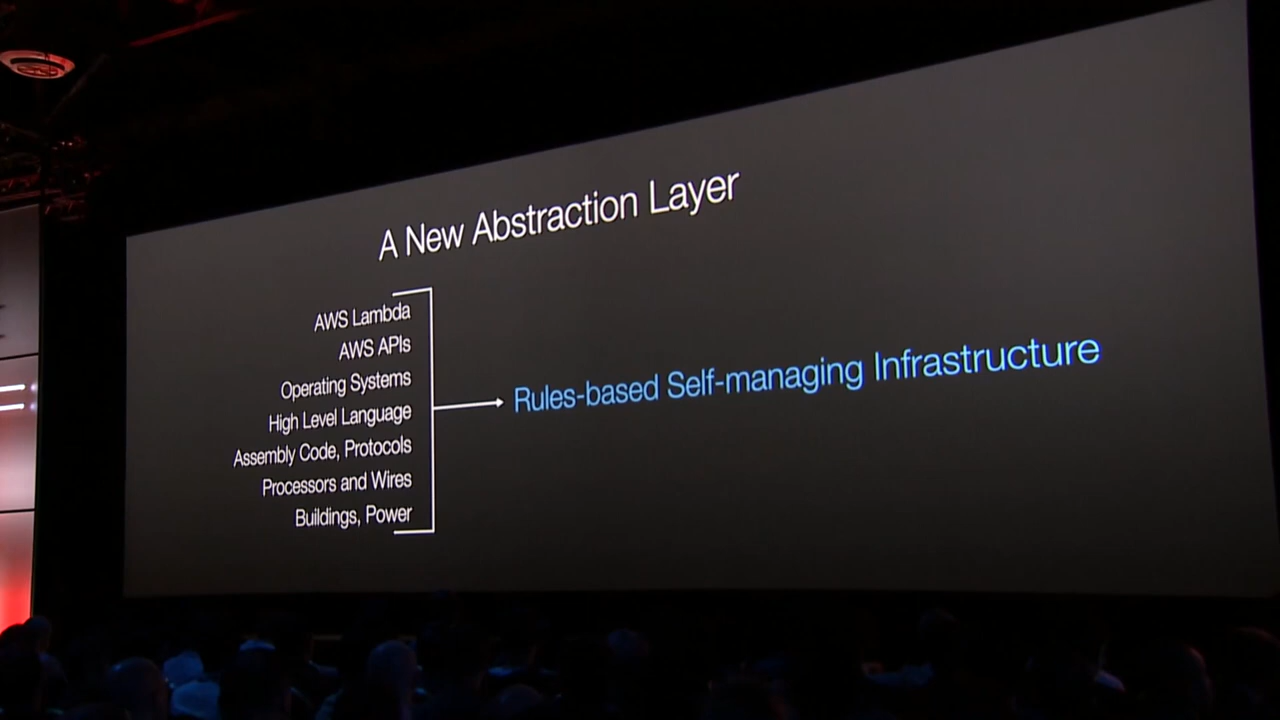 A New Abstraction Layer
AWS Lambda
AWS APIs
Operating Systems
High Level Language
Assembly Code, Protocols
Processors and Wires
Buildings, Power
Rules-based Self-managing Infrastructure